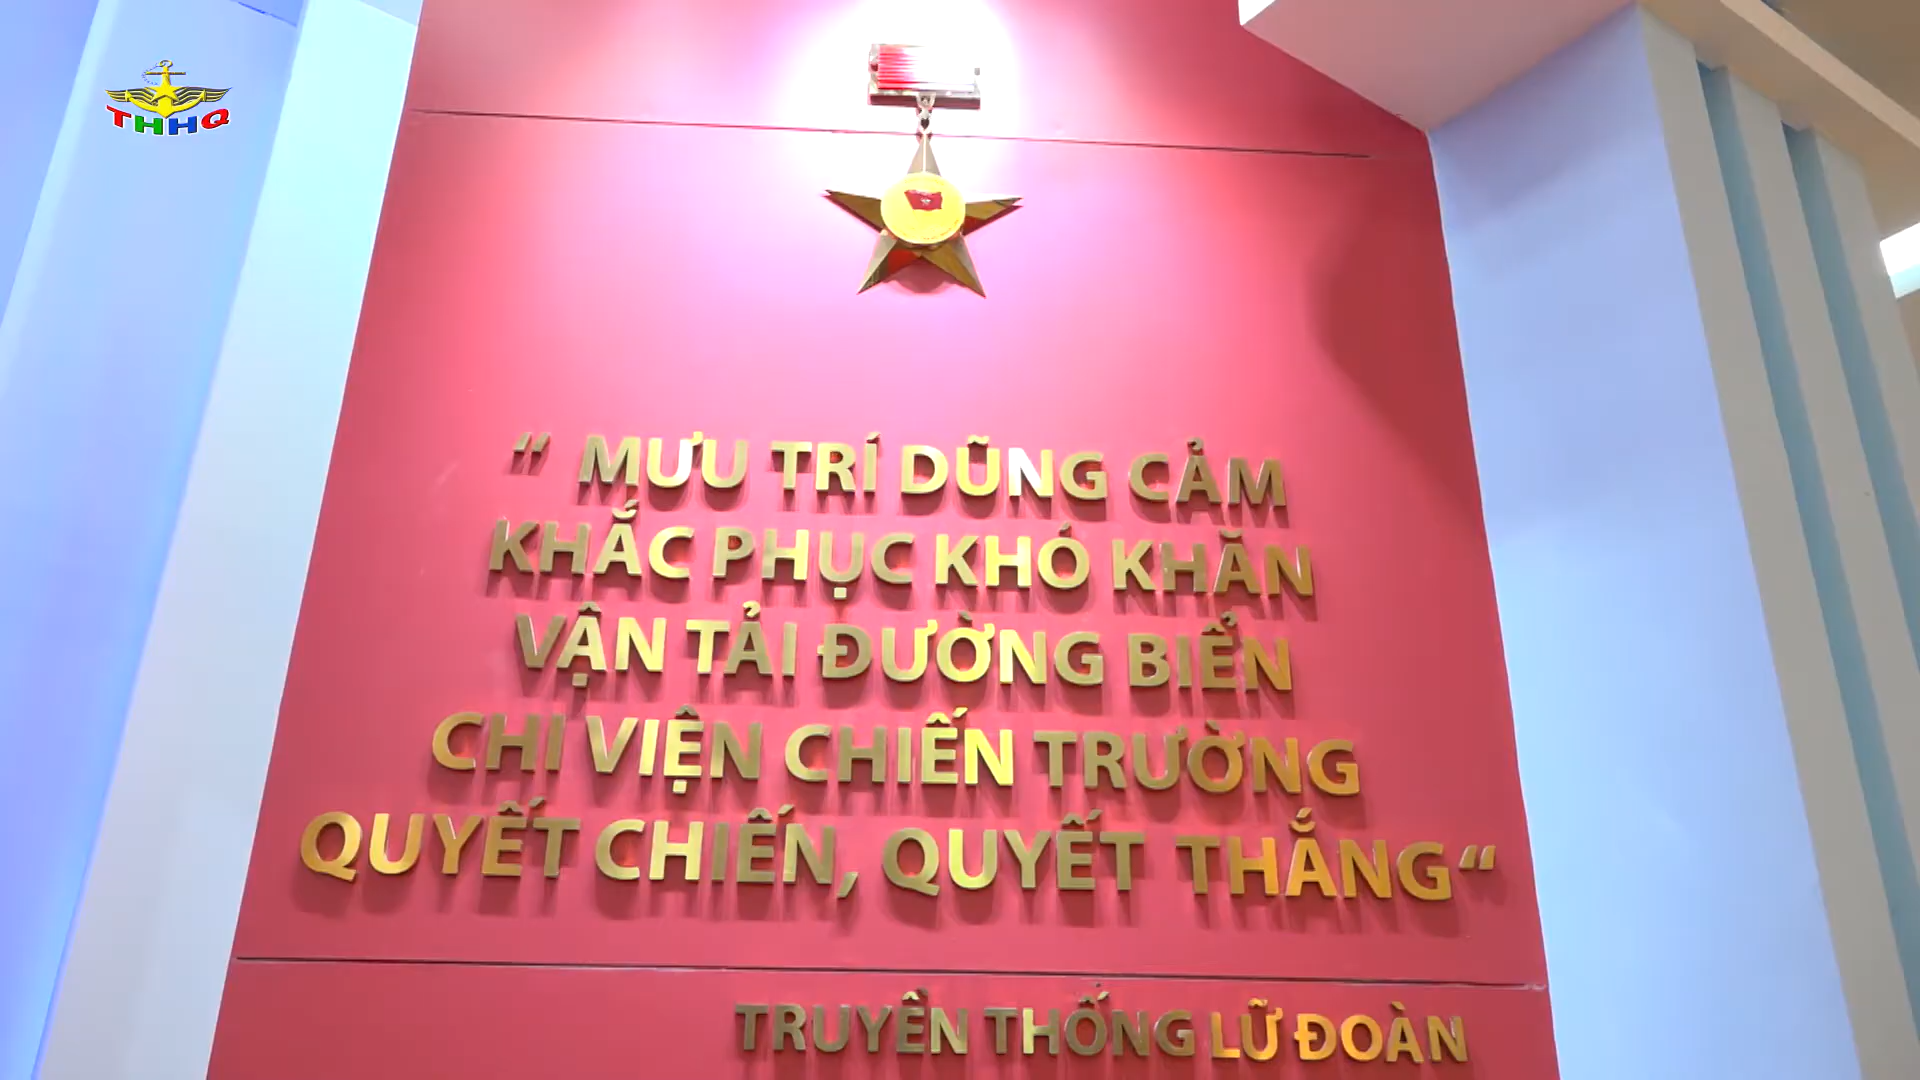 THHQ
“ MƯU TRÍ DŨNG CẢM
KHẮC PHỤC KHÓ KHĂN
VẬN TẢI ĐƯỜNG BIỂN
CHI VIỆN CHIẾN TRƯỜNG
QUYẾT CHIẾN, QUYẾT THẮNG“
TRUYỀN THỐNG LỮ ĐOÀN